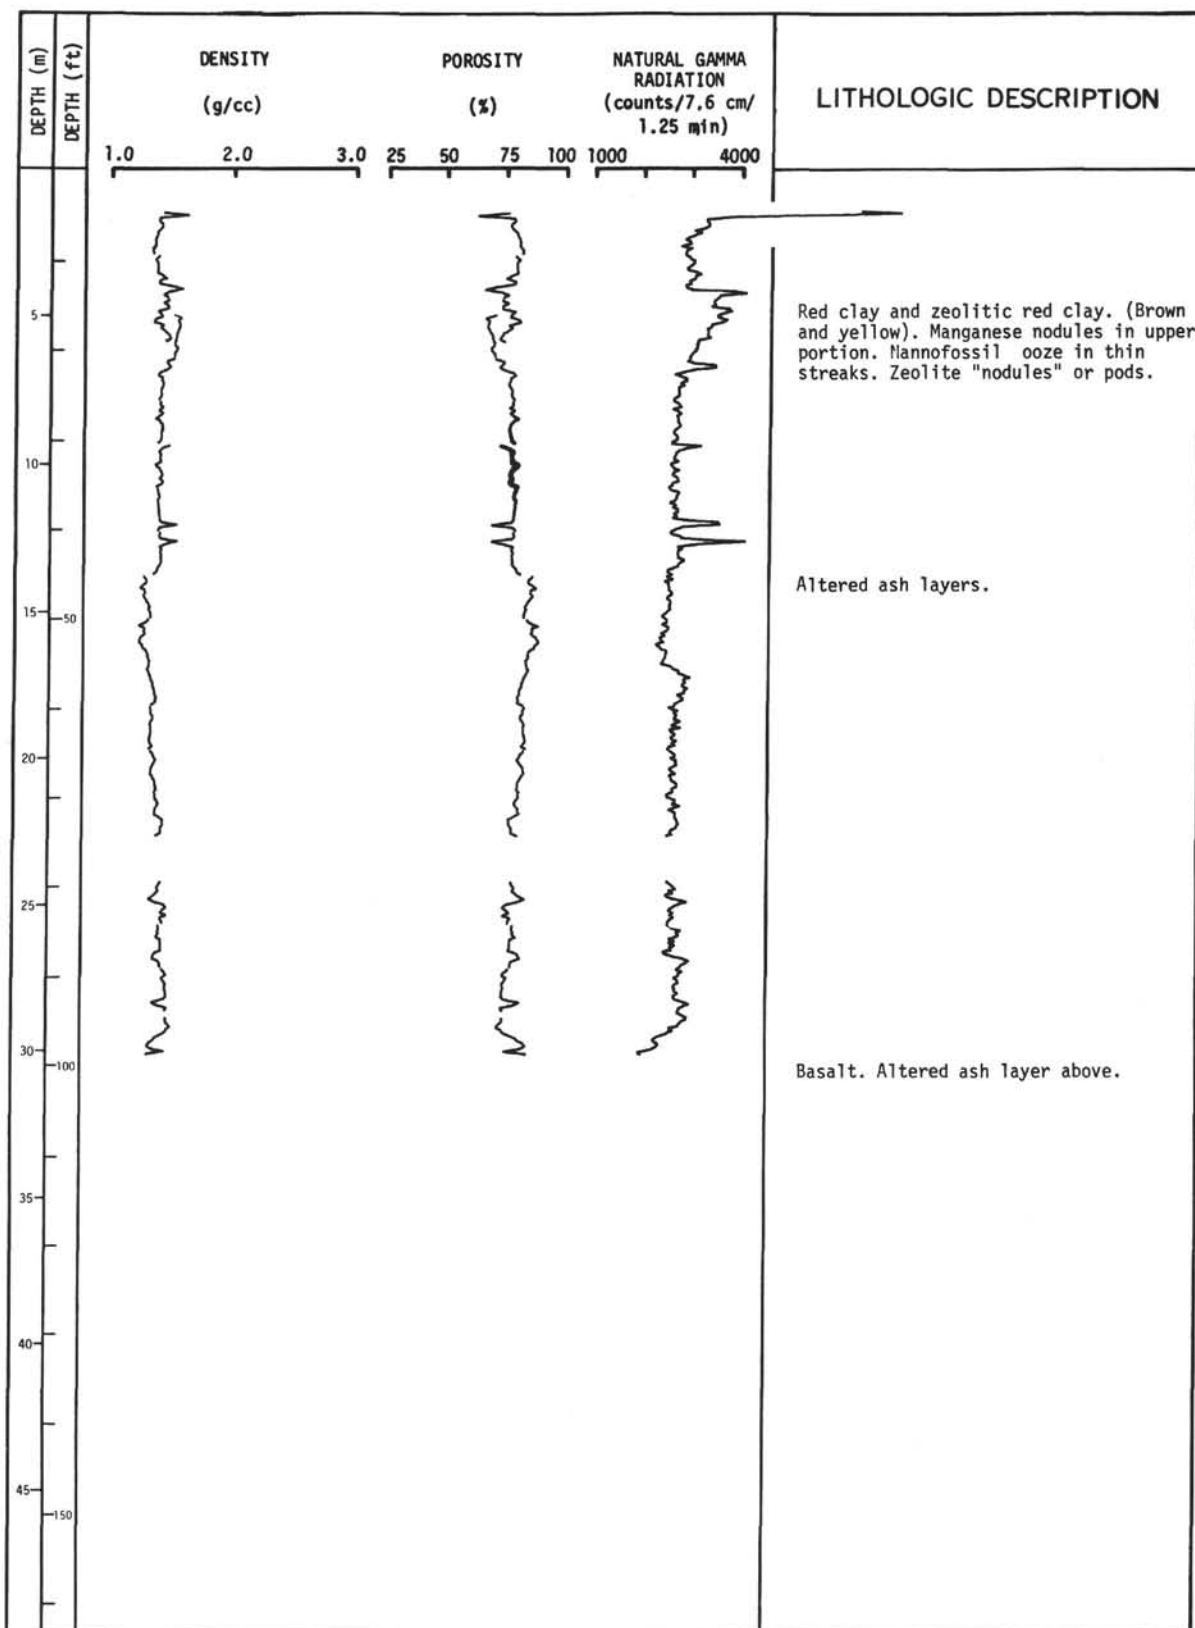 DEPTH (m)
DEPTH (ft)
DENSITY
(g/cc)
POROSITY
(%)
NATURAL GAMMA
RADIATION
(counts/7.6 cm/
1.25 min)
LITHOLOGIC DESCRIPTION
1.0 2.0 3.0 25 50 75 100 1000 4000
Red clay and zeolitic red clay. (Brown
5
and yellow). Manganese nodules in upper
portion. Nannofossil ooze in thin
streaks. Zeolite "nodules" or pods.
10
Altered ash layers.
15 50
20
25
30
100
Basalt. Altered ash layer above.
35
40
45
150